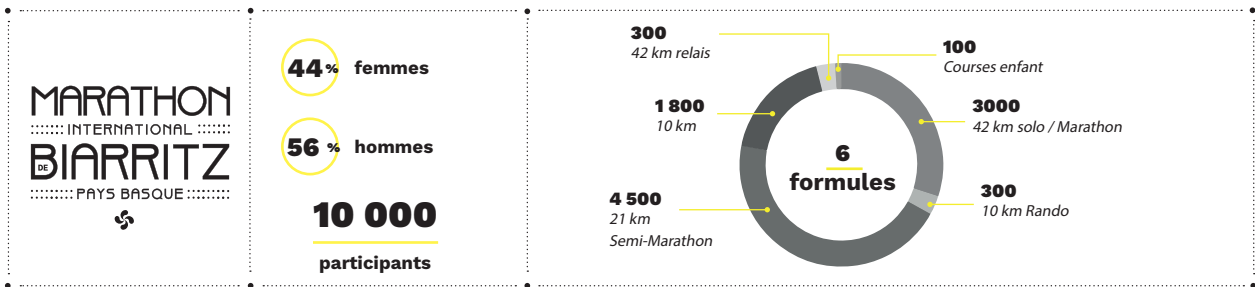 MARATHON
INTERNATIONAL
DE BIARRITZ
PAYS BASQUE
44% femmes
56 % hommes
10 000
participants
300
42 km relais
100
Courses enfant
1 800
10 km
3000
42 km solo / Marathon
6
formules
4 500
21 km
Semi-Marathon
300
10 km Rando